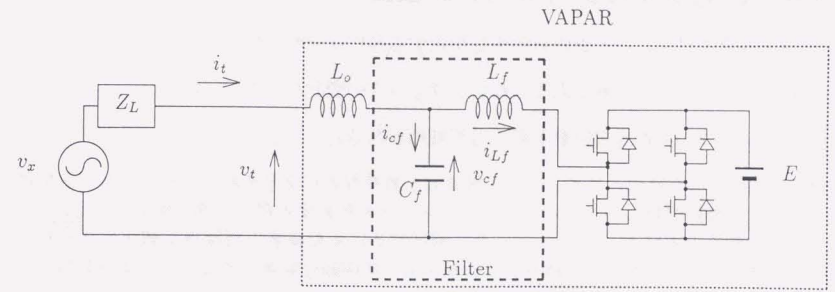 VAPAR
i_t
L_o
L_f
Z_L
i_cf
i_Lf
v_x
v_t
C_f
v_cf
E
Filter